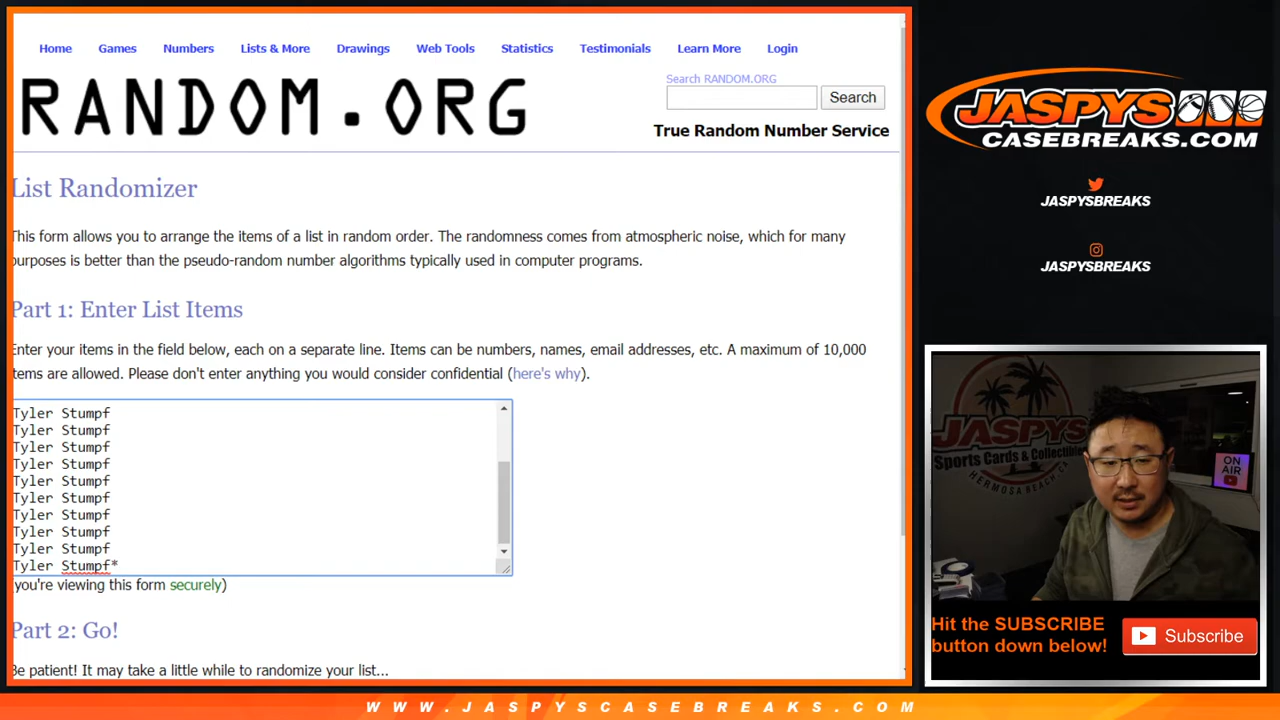 Home Games Numbers Lists & More Drawings Web Tools Statistics Testimonials Learn More Login
RANDOM.ORG
Search RANDOM.ORG
Search
True Random Number Service
List Randomizer
This form allows you to arrange the items of a list in random order. The randomness comes from atmospheric noise, which for many
purposes is better than the pseudo-random number algorithms typically used in computer programs.
Part 1: Enter List Items
Enter your items in the field below, each on a separate line. Items can be numbers, names, email addresses, etc. A maximum of 10,000
items are allowed. Please don't enter anything you would consider confidential (here's why).
Tyler Stumpf
Tyler Stumpf
Tyler Stumpf
Tyler Stumpf
Tyler Stumpf
Tyler Stumpf
Tyler Stumpf
Tyler Stumpf
Tyler Stumpf
Tyler Stumpf*
you're viewing this form securely)
Part 2: Go!
Be patient! It may take a little while to randomize your list...
JASPYS
CASEBREAKS.COM
JASPYSBREAKS
JASPYSBREAKS
JASPYS
Sports Cards & Collectibles
HERMOSA BEACH, CA
ON
AIR
Hit the SUBSCRIBE
button down below!
Subscribe
WWW.JASPYSCASEBREAKS.COM